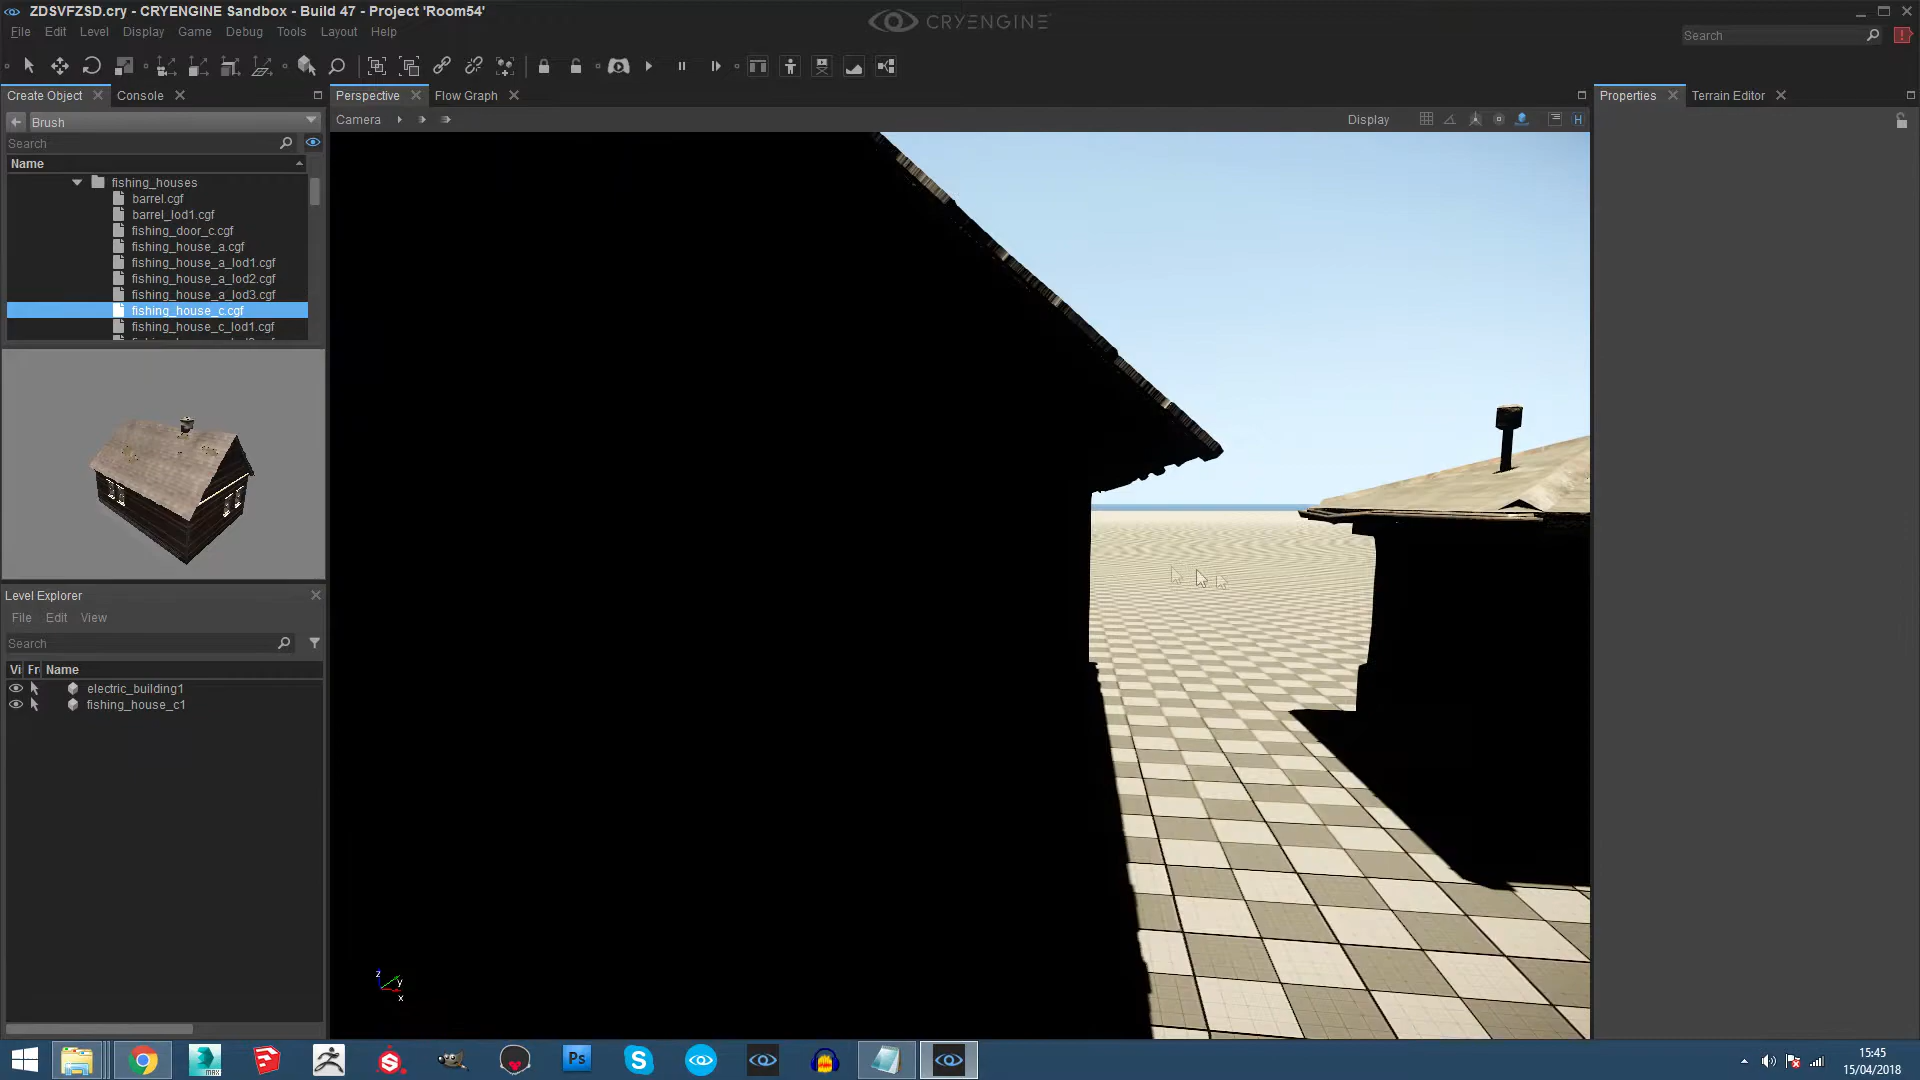 ZDSVFZSD.cry - CRYENGINE Sandbox - Build 47 - Project 'Room54'
CRYENGINE
File Edit Level Display Game Debug Tools Layout Help
Search
Create Object Console Perspective Flow Graph Properties Terrain Editor
Brush
Camera Display
H
Search
Name
fishing_houses
barrel.cgf
barrel_lod1.cgf
fishing_door_c.cgf
fishing_house_a.cgf
fishing_house_a_lod1.cgf
fishing_house_a_lod2.cgf
fishing_house_a_lod3.cgf
fishing_house_c.cgf
fishing_house_c_lod1.cgf
Level Explorer
File Edit View
Search
Vi Fr Name
electric_building1
fishing_house_c1
z
y
x
MAX
Ps
15:45
15/04/2018